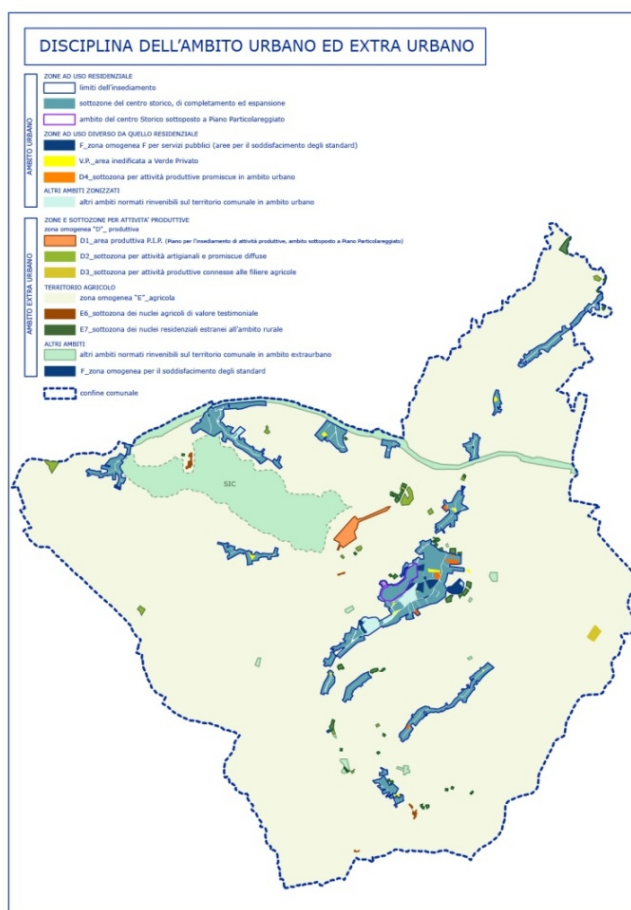 DISCIPLINA DELL'AMBITO URBANO ED EXTRA URBANO
AMBITO URBANO
ZONE AD USO RESIDENZIALE
limiti dell'insediamento
sottozone del centro storico, di completamento ed espansione
ambito del centro Storico sottoposto a Piano Particolareggiato
ZONE AD USO DIVERSO DA QUELLO RESIDENZIALE
F_zona omogenea F per servizi pubblici (aree per il soddisfacimento degli standard)
V.P._area inedificata a Verde Privato
D4_sottozona per attività produttive promiscue in ambito urbano
ALTRI AMBITI ZONIZZATI
altri ambiti normati rinvenibili sul territorio comunale in ambito urbano
AMBITO EXTRA URBANO
ZONE E SOTTOZONE PER ATTIVITA' PRODUTTIVE
zona omogenea "D"_ produttiva
D1_area produttiva P.I.P. (Piano per l'insediamento di attività produttive, ambito sottoposto a Piano Particolareggiato)
D2_sottozona per attività artigianali e promiscue diffuse
D3_sottozona per attività produttive connesse alle filiere agricole
TERRITORIO AGRICOLO
zona omogenea "E"_agricola
E6_sottozona dei nuclei agricoli di valore testimoniale
E7_sottozona dei nuclei residenziali estranei all'ambito rurale
ALTRI AMBITI
altri ambiti normati rinvenibili sul territorio comunale in ambito extraurbano
F_zona omogenea per il soddisfacimento degli standard
confine comunale
SIC